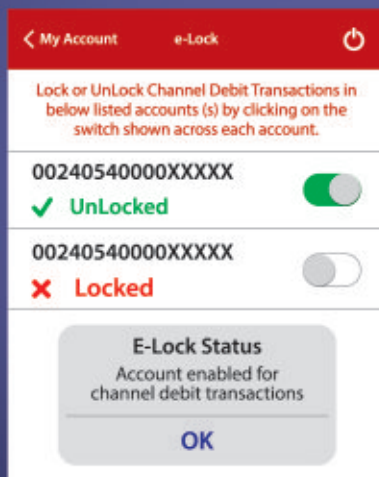 My Account e-Lock
Lock or UnLock Channel Debit Transactions in
below listed accounts (s) by clicking on the
switch shown across each account.
00240540000XXXXX
UnLocked
00240540000XXXXX
Locked
E-Lock Status
Account enabled for
channel debit transactions
OK